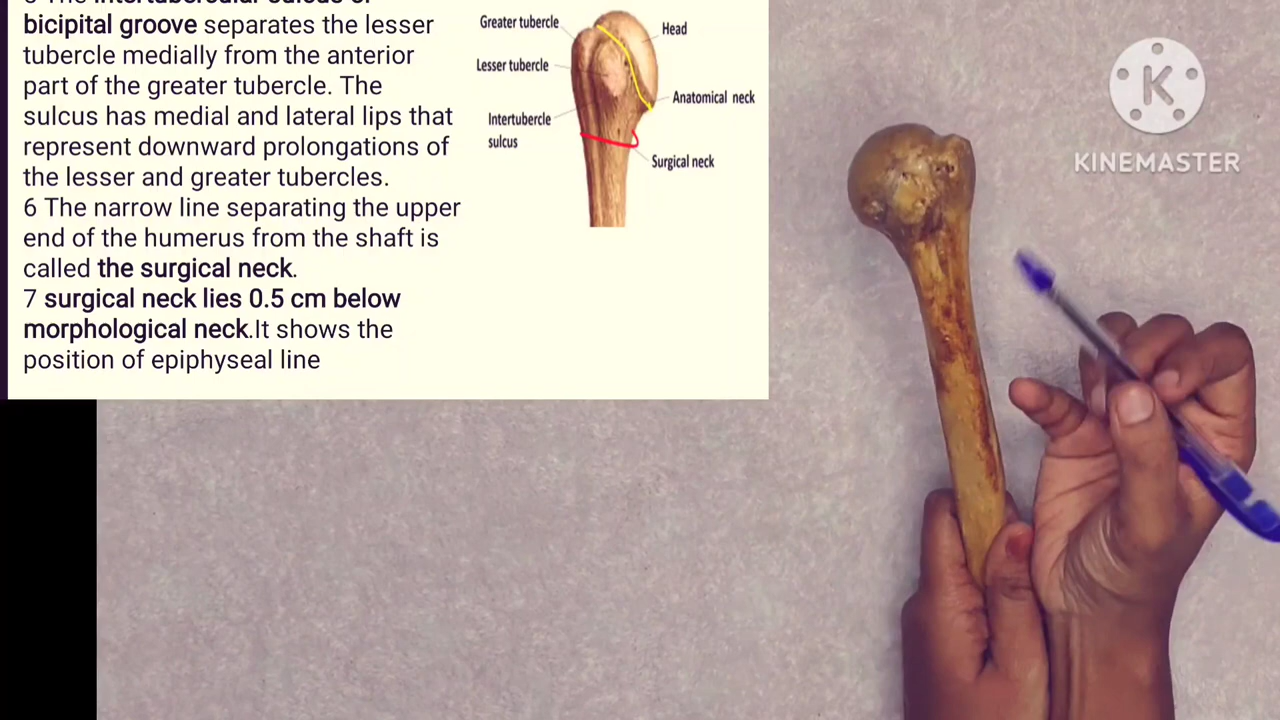 bicipital groove separates the lesser
tubercle medially from the anterior
part of the greater tubercle. The
sulcus has medial and lateral lips that
represent downward prolongations of
the lesser and greater tubercles.
6 The narrow line separating the upper
end of the humerus from the shaft is
called the surgical neck.
7 surgical neck lies 0.5 cm below
morphological neck.It shows the
position of epiphyseal line
Greater tubercle
Head
Lesser tubercle
Anatomical neck
Intertubercle
sulcus
Surgical neck
K
KINEMASTER